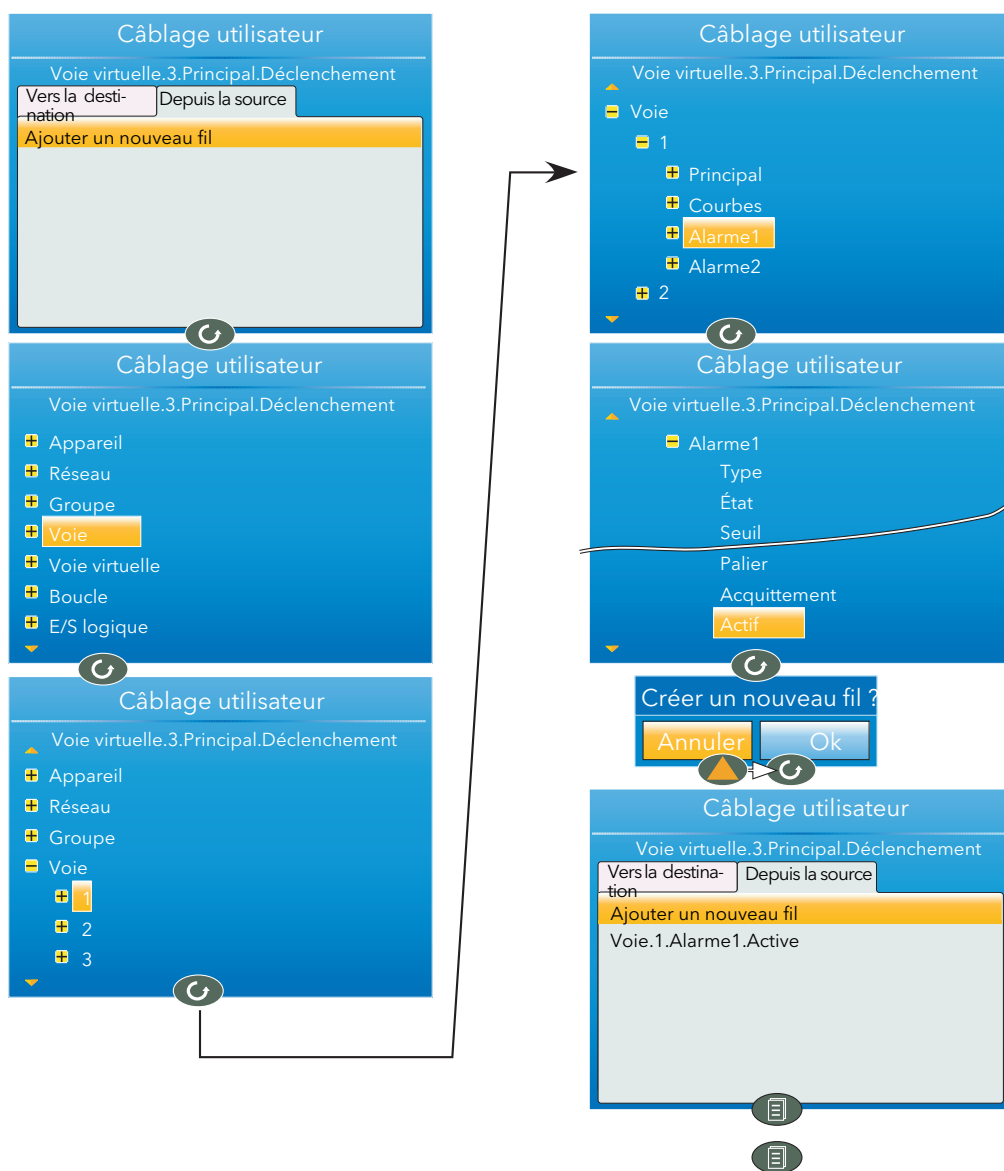 Câblage utilisateur
Voie virtuelle.3.Principal.Déclenchement
Vers la desti-
nation
Depuis la source
Ajouter un nouveau fil
Câblage utilisateur
Voie virtuelle.3.Principal.Déclenchement
Appareil
Réseau
Groupe
Voie
Voie virtuelle
Boucle
E/S logique
Câblage utilisateur
Voie virtuelle.3.Principal.Déclenchement
Appareil
Réseau
Groupe
Voie
1
2
3
Câblage utilisateur
Voie virtuelle.3.Principal.Déclenchement
Voie
1
Principal
Courbes
Alarme1
Alarme2
2
Câblage utilisateur
Voie virtuelle.3.Principal.Déclenchement
Alarme1
Type
État
Seuil
Palier
Acquittement
Actif
Créer un nouveau fil ?
Annuler
Ok
Câblage utilisateur
Voie virtuelle.3.Principal.Déclenchement
Vers la destina-
tion
Depuis la source
Ajouter un nouveau fil
Voie.1.Alarme1.Active